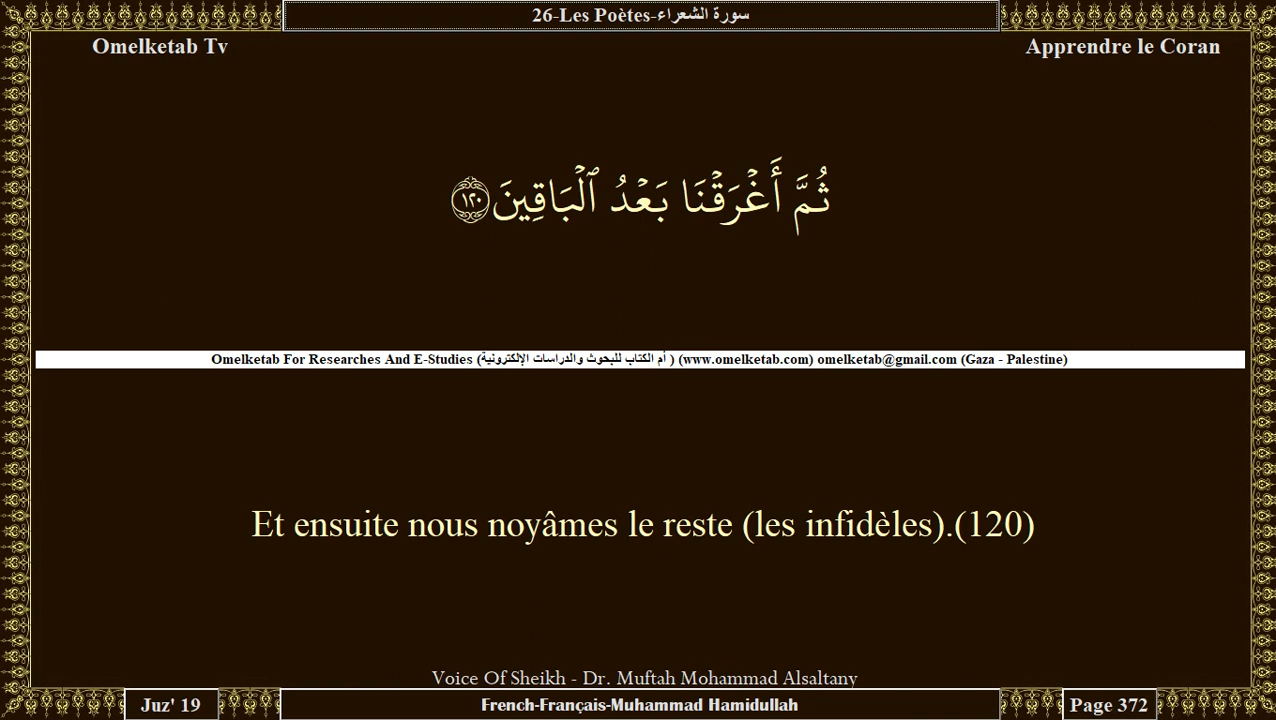 26-Les Poètes-سورة الشعراء
Omelketab Tv
Apprendre le Coran
ثُمَّ أَغْرَقْنَا بَعْدُ ٱلْبَاقِينَ ١٢٠
Omelketab For Researches And E-Studies (أم الكتاب للبحوث والدراسات الإلكترونية ) (www.omelketab.com) omelketab@gmail.com (Gaza - Palestine)
Et ensuite nous noyâmes le reste (les infidèles).(120)
Voice Of Sheikh - Dr. Muftah Mohammad Alsaltany
Juz' 19
French-Français-Muhammad Hamidullah
Page 372